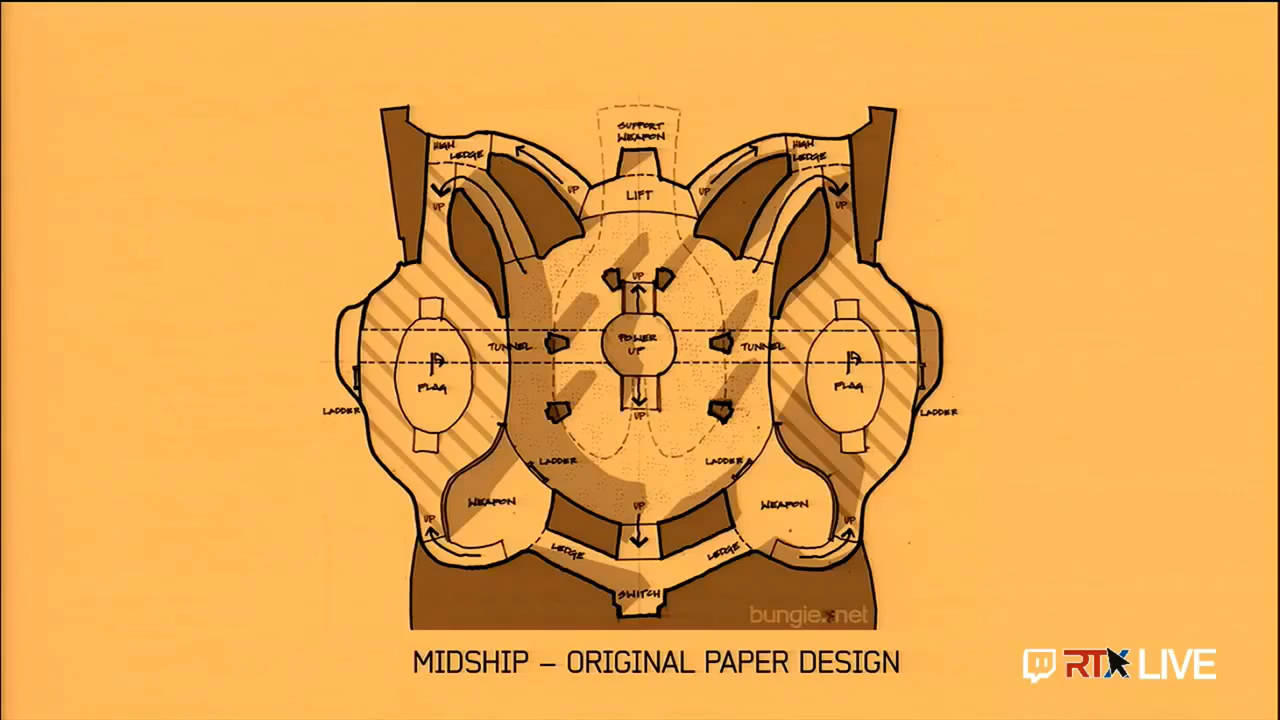 SUPPORT
WEAPON
HIGH
LEDGE
HIGH
LEDGE
UP
UP
LIFT
UP
UP
UP
POWER
UP
TUNNEL
TUNNEL
FLAG
FLAG
UP
LADDER
LADDER
LADDER
LADDER
WEAPON
WEAPON
UP
UP
UP
LEDGE
LEDGE
SWITCH
bungie.net
MIDSHIP – ORIGINAL PAPER DESIGN
RTX LIVE